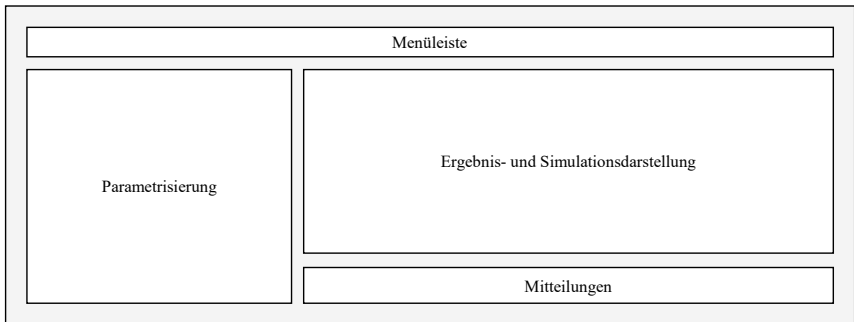 Menüleiste
Parametrisierung
Ergebnis- und Simulationsdarstellung
Mitteilungen